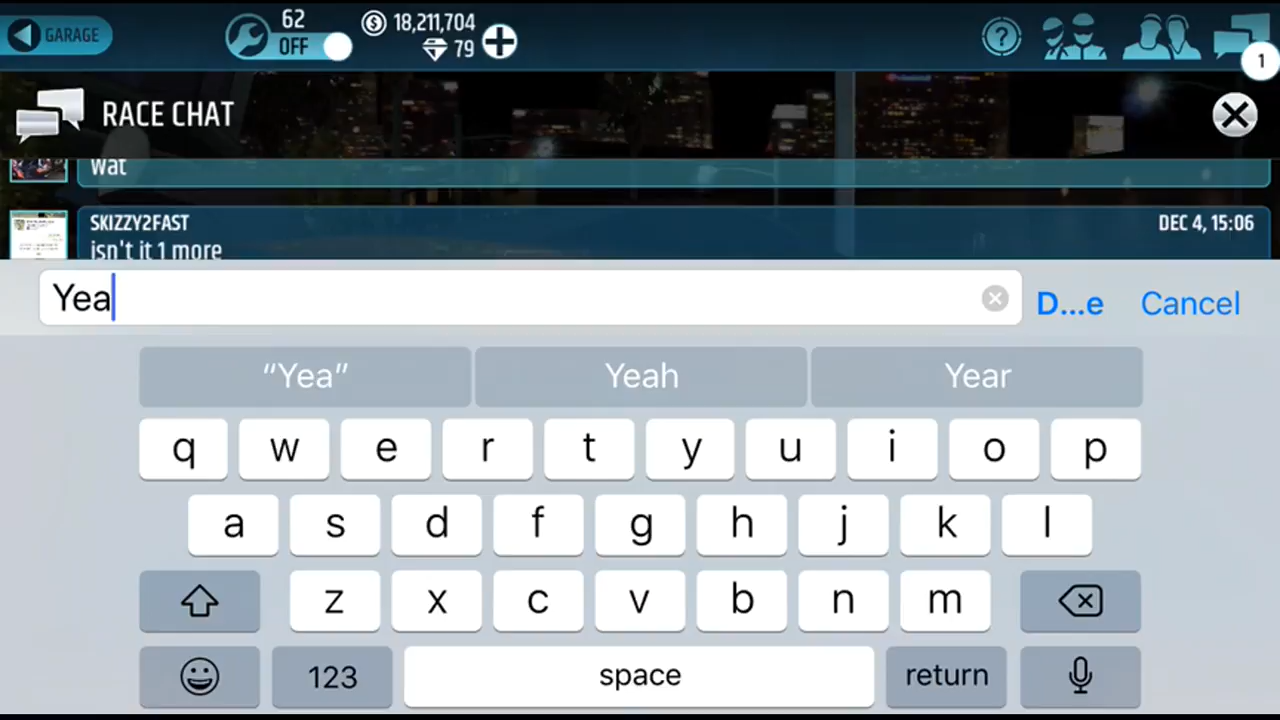 GARAGE
62
OFF
18,211,704
79
?
1
RACE CHAT
wat
SKIZZY2FAST
DEC 4, 15:06
isn't it 1 more
Yea
D...e
Cancel
“Yea”
Yeah
Year
q w e r t y u i o p
a s d f g h j k l
z x c v b n m
123
space
return